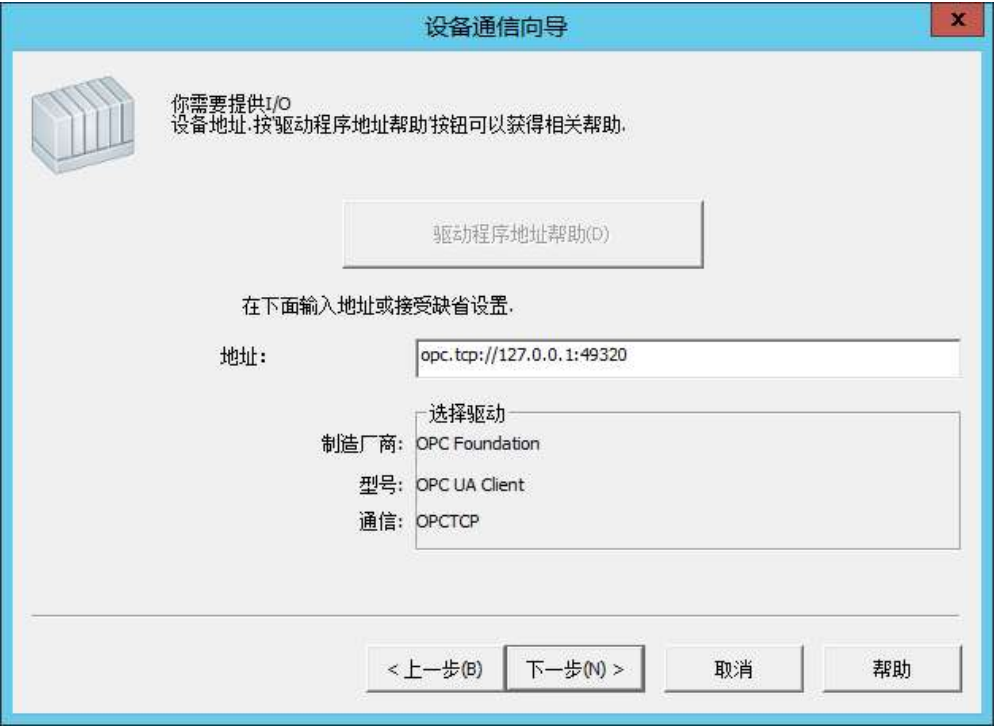 设备通信向导
x
你需要提供I/O
设备地址.按'驱动程序地址帮助'按钮可以获得相关帮助.
驱动程序地址帮助(D)
在下面输入地址或接受缺省设置.
地址: opc.tcp://127.0.0.1:49320
选择驱动
制造厂商: OPC Foundation
型号: OPC UA Client
通信: OPCTCP
<上一步(B) 下一步(N)> 取消 帮助